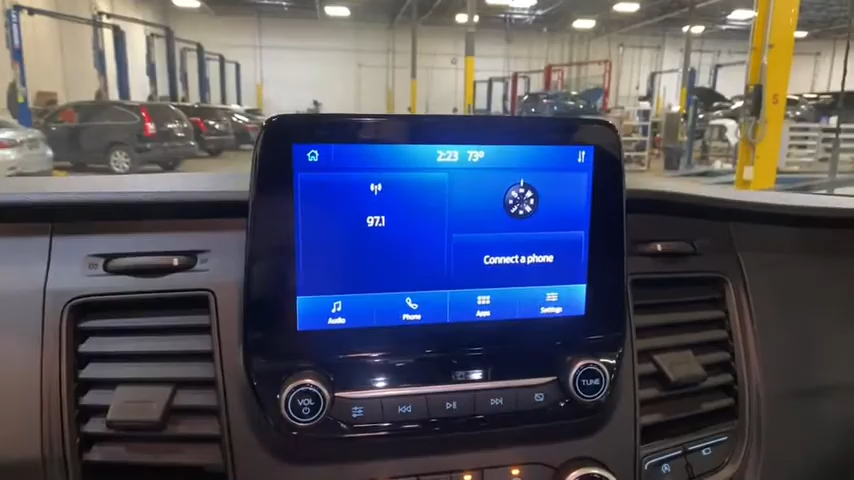 2:23 73°
97.1
Connect a phone
Audio Phone Apps Settings
VOL
TUNE